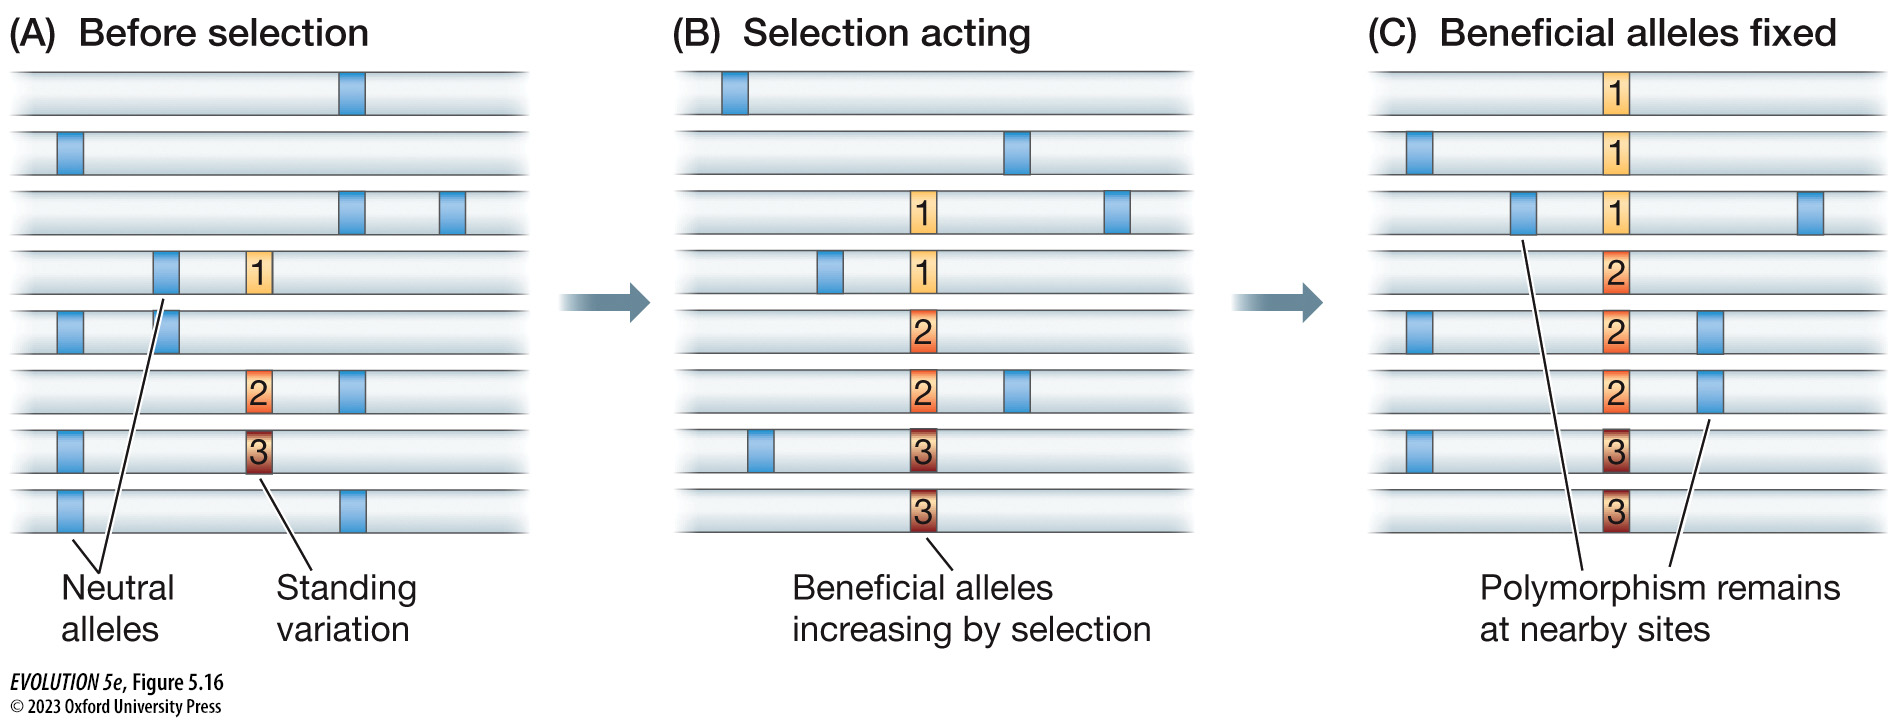 (A) Before selection
1
2
3
Neutral
alleles
Standing
variation
(B) Selection acting
1
1
2
2
3
3
Beneficial alleles
increasing by selection
(C) Beneficial alleles fixed
1
1
1
2
2
2
3
3
Polymorphism remains
at nearby sites
EVOLUTION 5e, Figure 5.16
© 2023 Oxford University Press